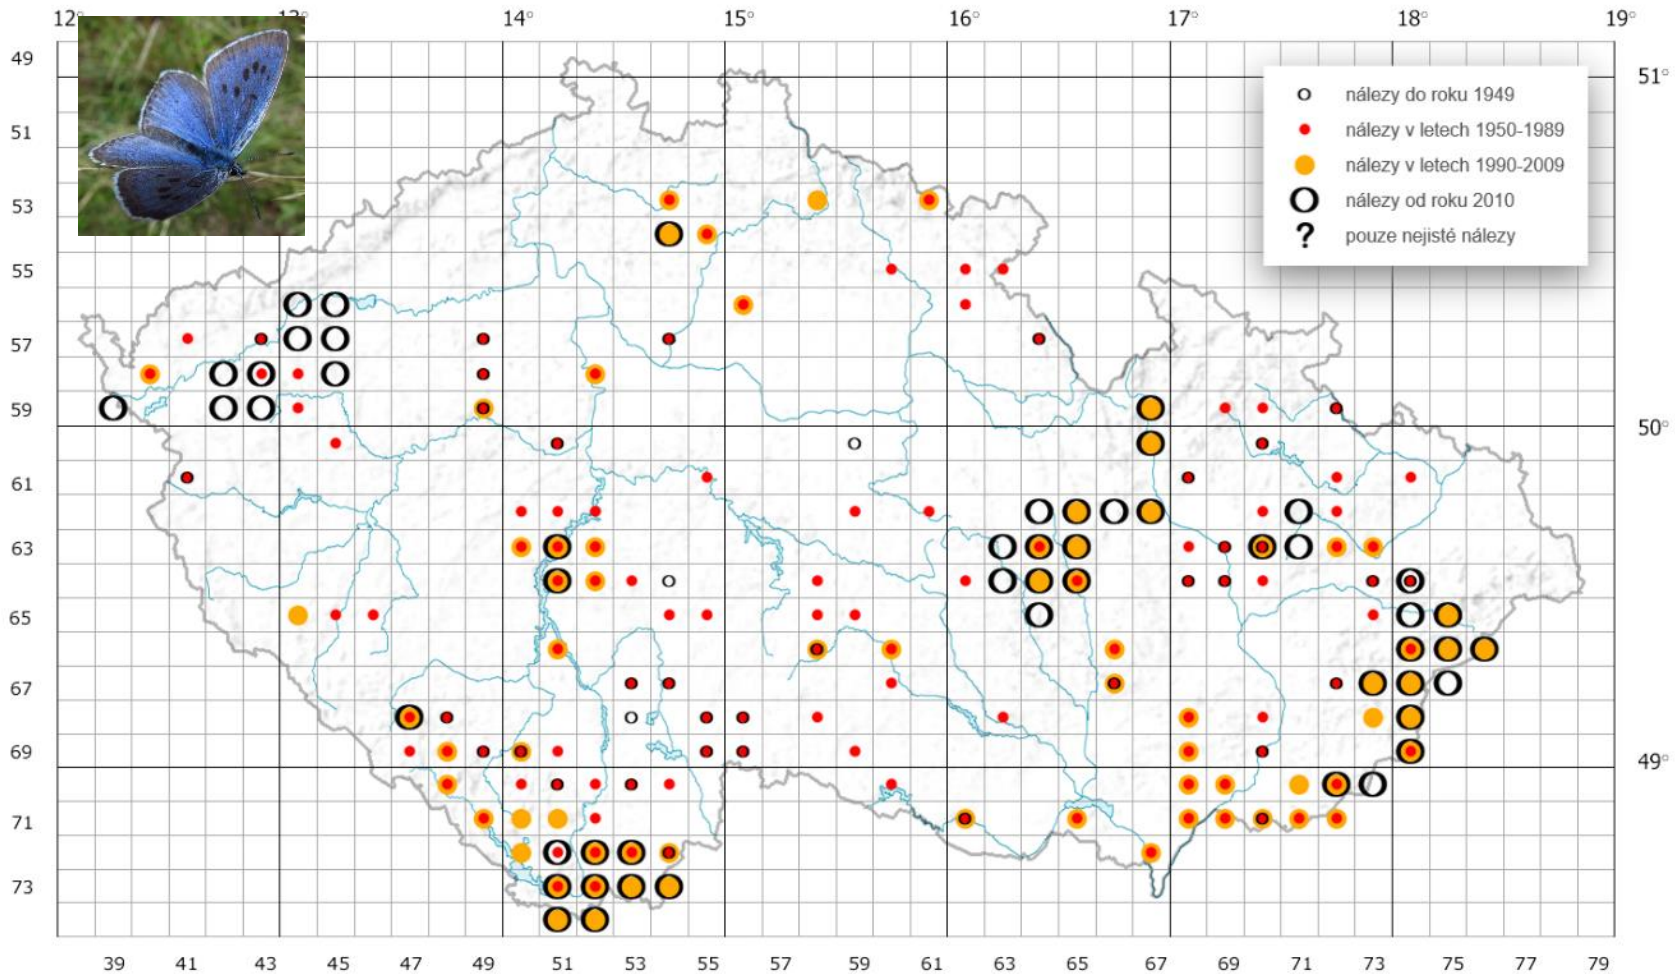 12° 13° 14° 15° 16° 17° 18° 19°
49
51°
nálezy do roku 1949
51
nálezy v letech 1950-1989
nálezy v letech 1990-2009
53
nálezy od roku 2010
? pouze nejisté nálezy
55
57
59
50°
61
63
65
67
69
49°
71
73
39 41 43 45 47 49 51 53 55 57 59 61 63 65 67 69 71 73 75 77 79